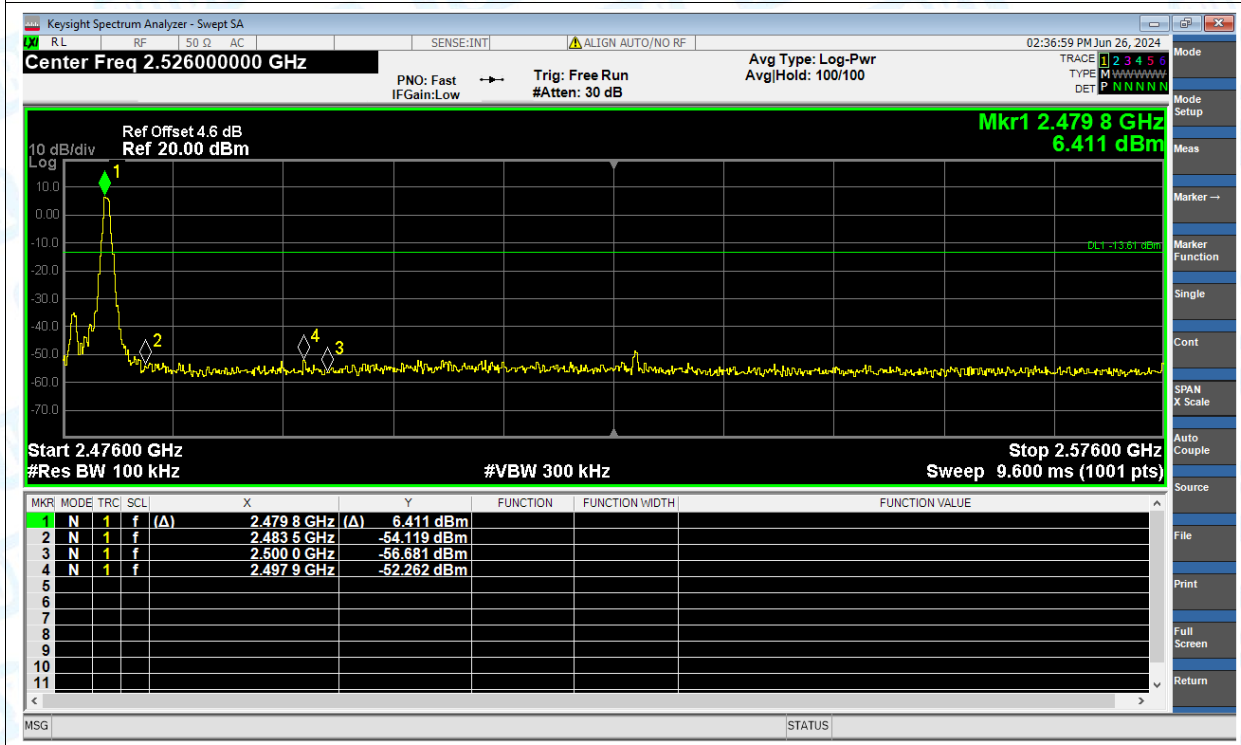 Keysight Spectrum Analyzer - Swept SA
LXI RL RF 50 Ω AC SENSE:INT ALIGN AUTO/NO RF 02:36:59 PM Jun 26, 2024
Center Freq 2.526000000 GHz
PNO: Fast
IFGain:Low
Trig: Free Run
#Atten: 30 dB
Avg Type: Log-Pwr
Avg|Hold: 100/100
TRACE 1 2 3 4 5 6
TYPE M WWWWW
DET P N N N N N
Ref Offset 4.6 dB
10 dB/div Ref 20.00 dBm
Log
Mkr1 2.479 8 GHz
6.411 dBm
10.0
0.00
-10.0
-20.0
-30.0
-40.0
-50.0
-60.0
-70.0
1
2
4
3
DL1 -13.61 dBm
Start 2.47600 GHz Stop 2.57600 GHz
#Res BW 100 kHz #VBW 300 kHz Sweep 9.600 ms (1001 pts)
MKR MODE TRC SCL X Y FUNCTION FUNCTION WIDTH FUNCTION VALUE
1 N 1 f (Δ) 2.479 8 GHz (Δ) 6.411 dBm
2 N 1 f 2.483 5 GHz -54.119 dBm
3 N 1 f 2.500 0 GHz -56.681 dBm
4 N 1 f 2.497 9 GHz -52.262 dBm
5
6
7
8
9
10
11
MSG STATUS
Mode
Mode
Setup
Meas
Marker →
Marker
Function
Single
Cont
SPAN
X Scale
Auto
Couple
Source
File
Print
Full
Screen
Return